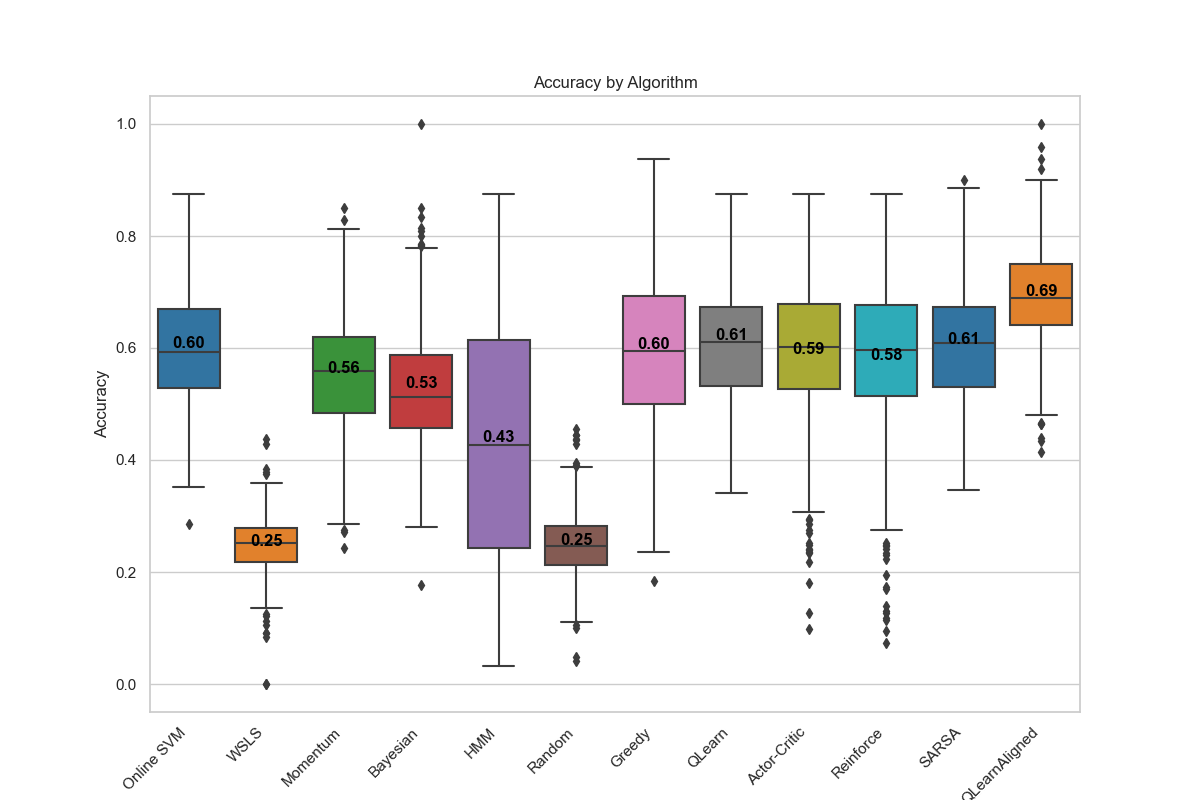 Accuracy by Algorithm
Accuracy
1.0
0.8
0.6
0.4
0.2
0.0
0.60
0.25
0.56
0.53
0.43
0.25
0.60
0.61
0.59
0.58
0.61
0.69
Online SVM
WSLS
Momentum
Bayesian
HMM
Random
Greedy
QLearn
Actor-Critic
Reinforce
SARSA
QLearnAligned